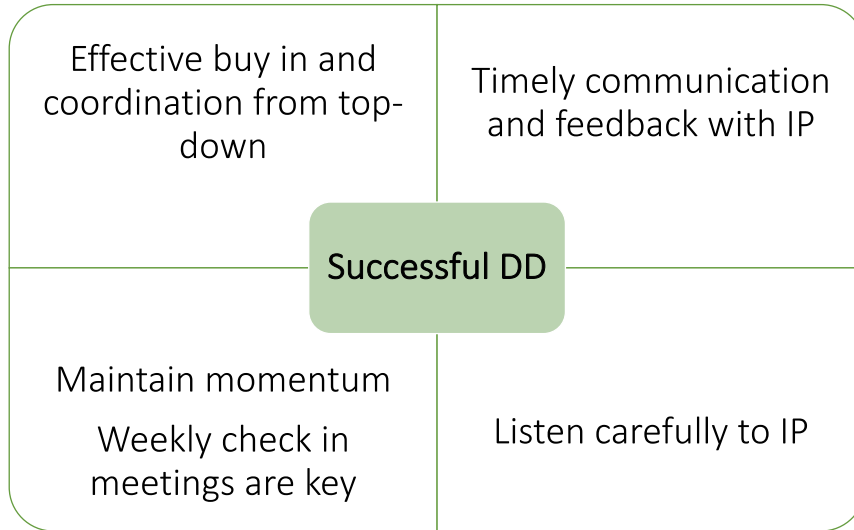 Effective buy in and
coordination from top-
down
Timely communication
and feedback with IP
Successful DD
Maintain momentum
Weekly check in
meetings are key
Listen carefully to IP